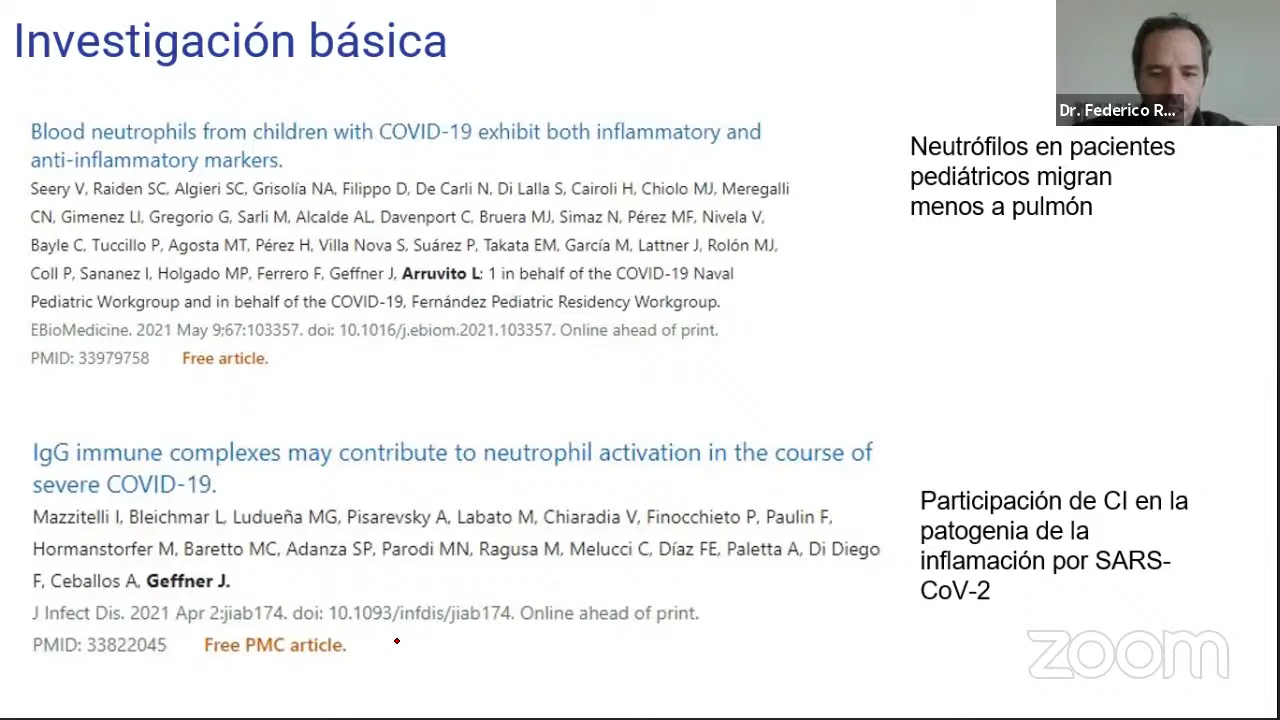 Investigación básica
Dr. Federico R...
Blood neutrophils from children with COVID-19 exhibit both inflammatory and
anti-inflammatory markers.
Seery V, Raiden SC, Algieri SC, Grisolía NA, Filippo D, De Carli N, Di Lalla S, Cairoli H, Chiolo MJ, Meregalli
CN, Gimenez LI, Gregorio G, Sarli M, Alcalde AL, Davenport C, Bruera MJ, Simaz N, Pérez MF, Nivela V,
Bayle C, Tuccillo P, Agosta MT, Pérez H, Villa Nova S, Suárez P, Takata EM, García M, Lattner J, Rolón MJ,
Coll P, Sananez I, Holgado MP, Ferrero F, Geffner J, Arruvito L; 1 in behalf of the COVID-19 Naval
Pediatric Workgroup and in behalf of the COVID-19, Fernández Pediatric Residency Workgroup.
EBioMedicine. 2021 May 9;67:103357. doi: 10.1016/j.ebiom.2021.103357. Online ahead of print.
PMID: 33979758 Free article.
Neutrófilos en pacientes
pediátricos migran
menos a pulmón
IgG immune complexes may contribute to neutrophil activation in the course of
severe COVID-19.
Mazzitelli I, Bleichmar L, Ludueña MG, Pisarevsky A, Labato M, Chiaradia V, Finocchieto P, Paulin F,
Hormanstorfer M, Baretto MC, Adanza SP, Parodi MN, Ragusa M, Melucci C, Díaz FE, Paletta A, Di Diego
F, Ceballos A, Geffner J.
J Infect Dis. 2021 Apr 2:jiab174. doi: 10.1093/infdis/jiab174. Online ahead of print.
PMID: 33822045 Free PMC article.
Participación de CI en la
patogenia de la
inflamación por SARS-
CoV-2
zoom